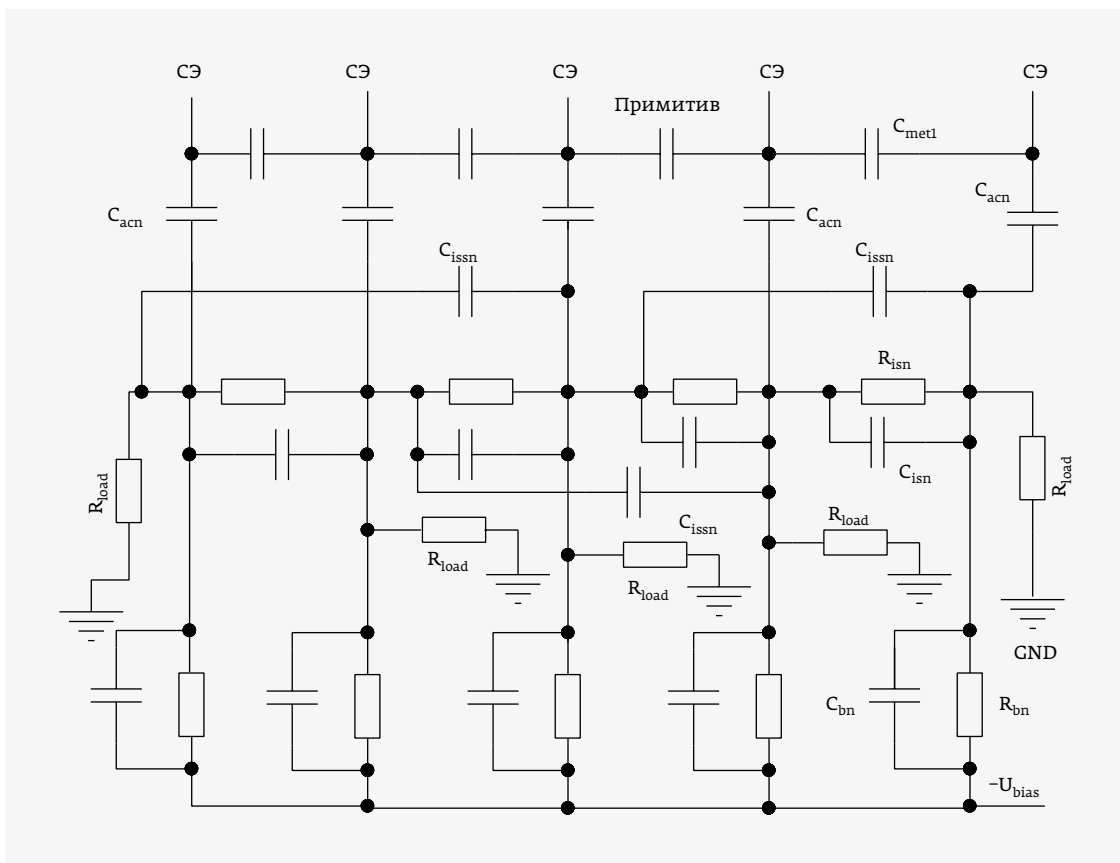 СЭ СЭ СЭ СЭ СЭ
Примитив
C_met1
C_acn C_acn C_acn
C_issn C_issn
R_isn
C_isn
R_load R_load
R_load C_issn
R_load R_load
GND
C_bn R_bn
–U_bias